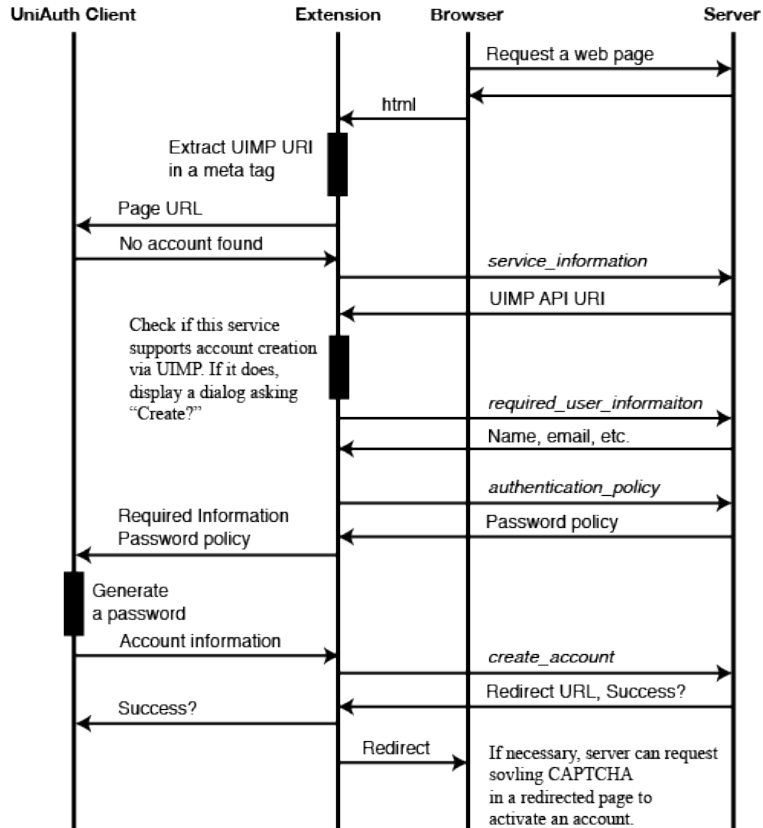 UniAuth Client Extension Browser Server
Request a web page
html
Extract UIMP URI
in a meta tag
Page URL
No account found
service_information
UIMP API URI
Check if this service
supports account creation
via UIMP. If it does,
display a dialog asking
“Create?”
required_user_informaiton
Name, email, etc.
authentication_policy
Required Information
Password policy
Password policy
Generate
a password
Account information
create_account
Redirect URL, Success?
Success?
Redirect
If necessary, server can request
sovling CAPTCHA
in a redirected page to
activate an account.